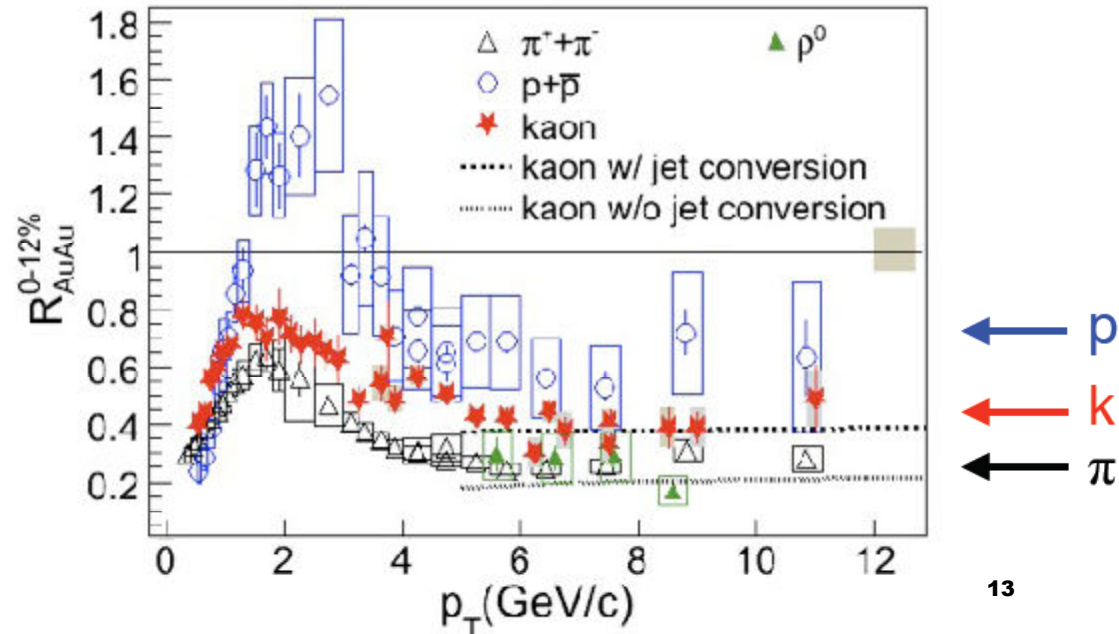 1.8
1.6
1.4
1.2
1
0.8
0.6
0.4
0.2
R^{0-12%}_{AuAu}
π⁺+π⁻
ρ⁰
p+p̅
kaon
kaon w/ jet conversion
kaon w/o jet conversion
p
k
π
0 2 4 6 8 10 12
p_T(GeV/c)
13